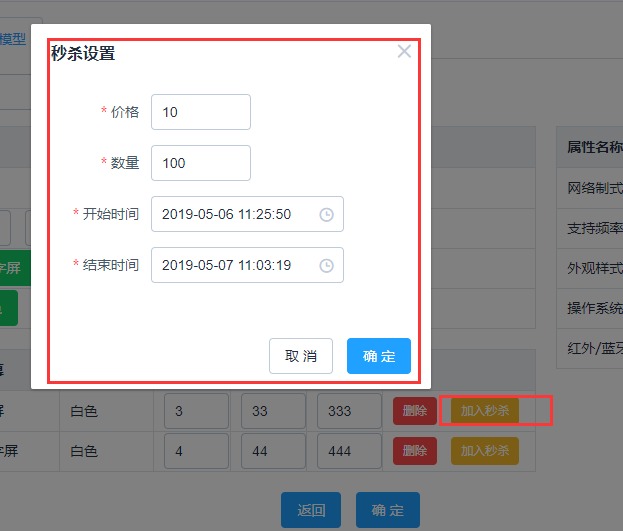 模型
秒杀设置
* 价格 10
* 数量 100
* 开始时间 2019-05-06 11:25:50
* 结束时间 2019-05-07 11:03:19
取 消 确 定
属性名称
网络制式
支持频率
外观样式
操作系统
红外/蓝牙
字屏
屏 白色 3 33 333 删除 加入秒杀
字屏 白色 4 44 444 删除 加入秒杀
返回 确 定